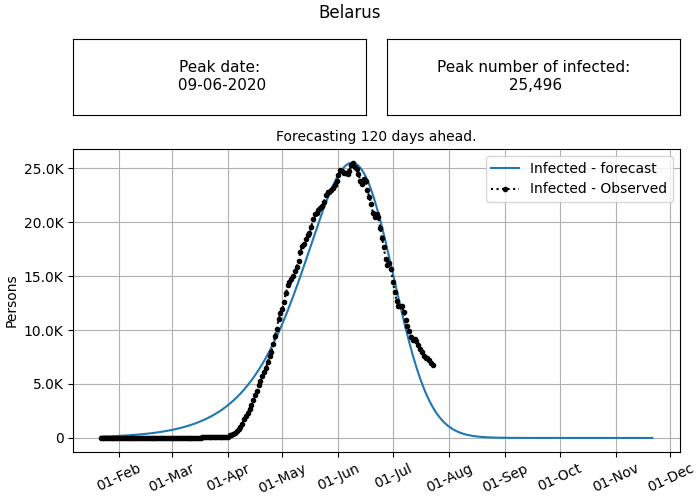 Belarus
Peak date:
09-06-2020
Peak number of infected:
25,496
Forecasting 120 days ahead.
Infected - forecast
Infected - Observed
Persons
25.0K
20.0K
15.0K
10.0K
5.0K
0
01-Feb
01-Mar
01-Apr
01-May
01-Jun
01-Jul
01-Aug
01-Sep
01-Oct
01-Nov
01-Dec